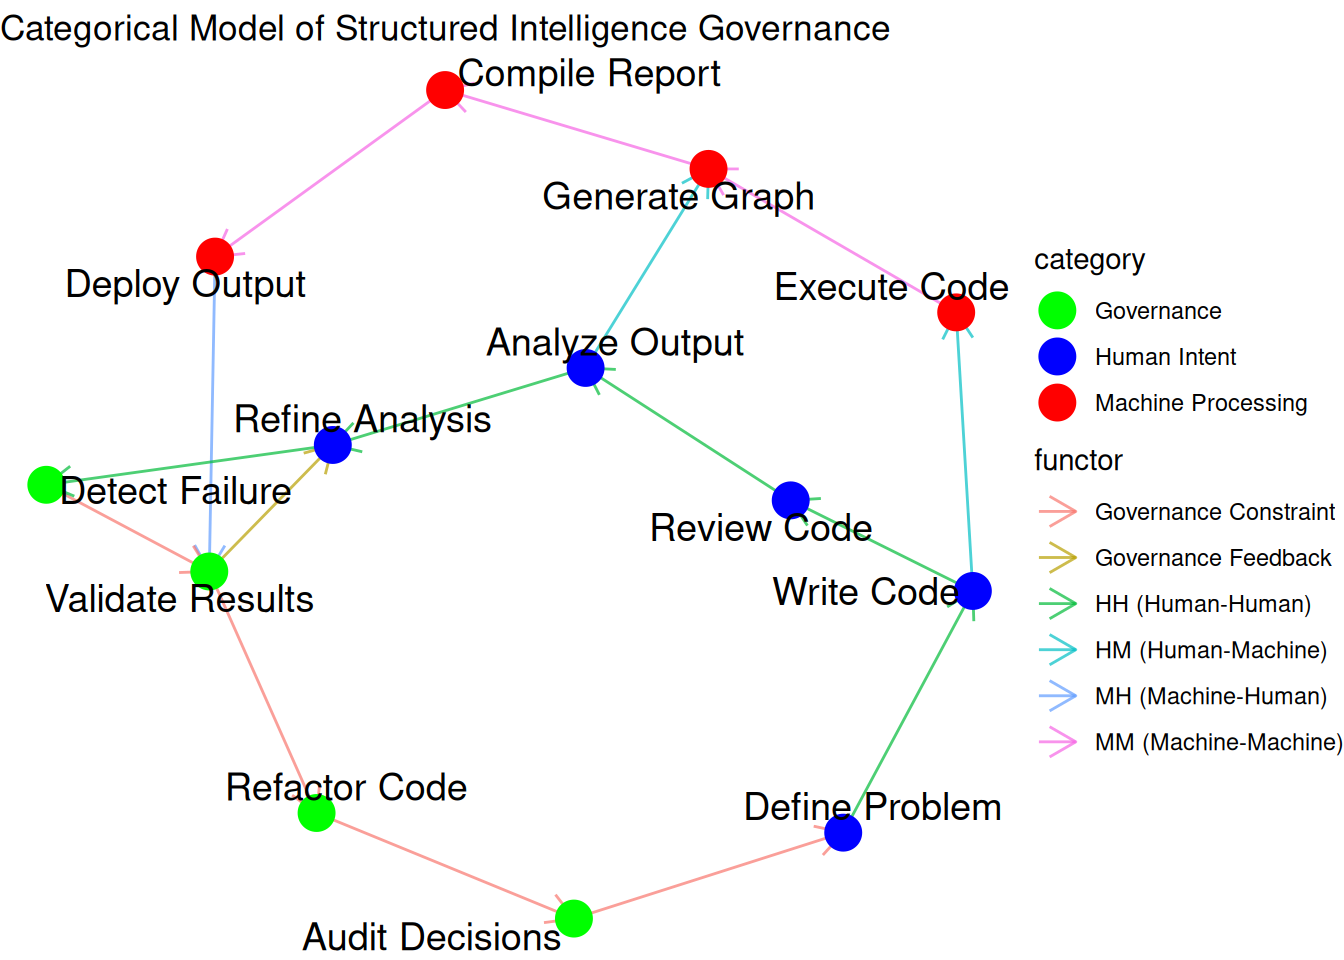 Categorical Model of Structured Intelligence Governance
Compile Report
Generate Graph
Deploy Output
Execute Code
Analyze Output
Refine Analysis
Detect Failure
Review Code
Validate Results
Write Code
Refactor Code
Define Problem
Audit Decisions
category
Governance
Human Intent
Machine Processing
functor
Governance Constraint
Governance Feedback
HH (Human-Human)
HM (Human-Machine)
MH (Machine-Human)
MM (Machine-Machine)